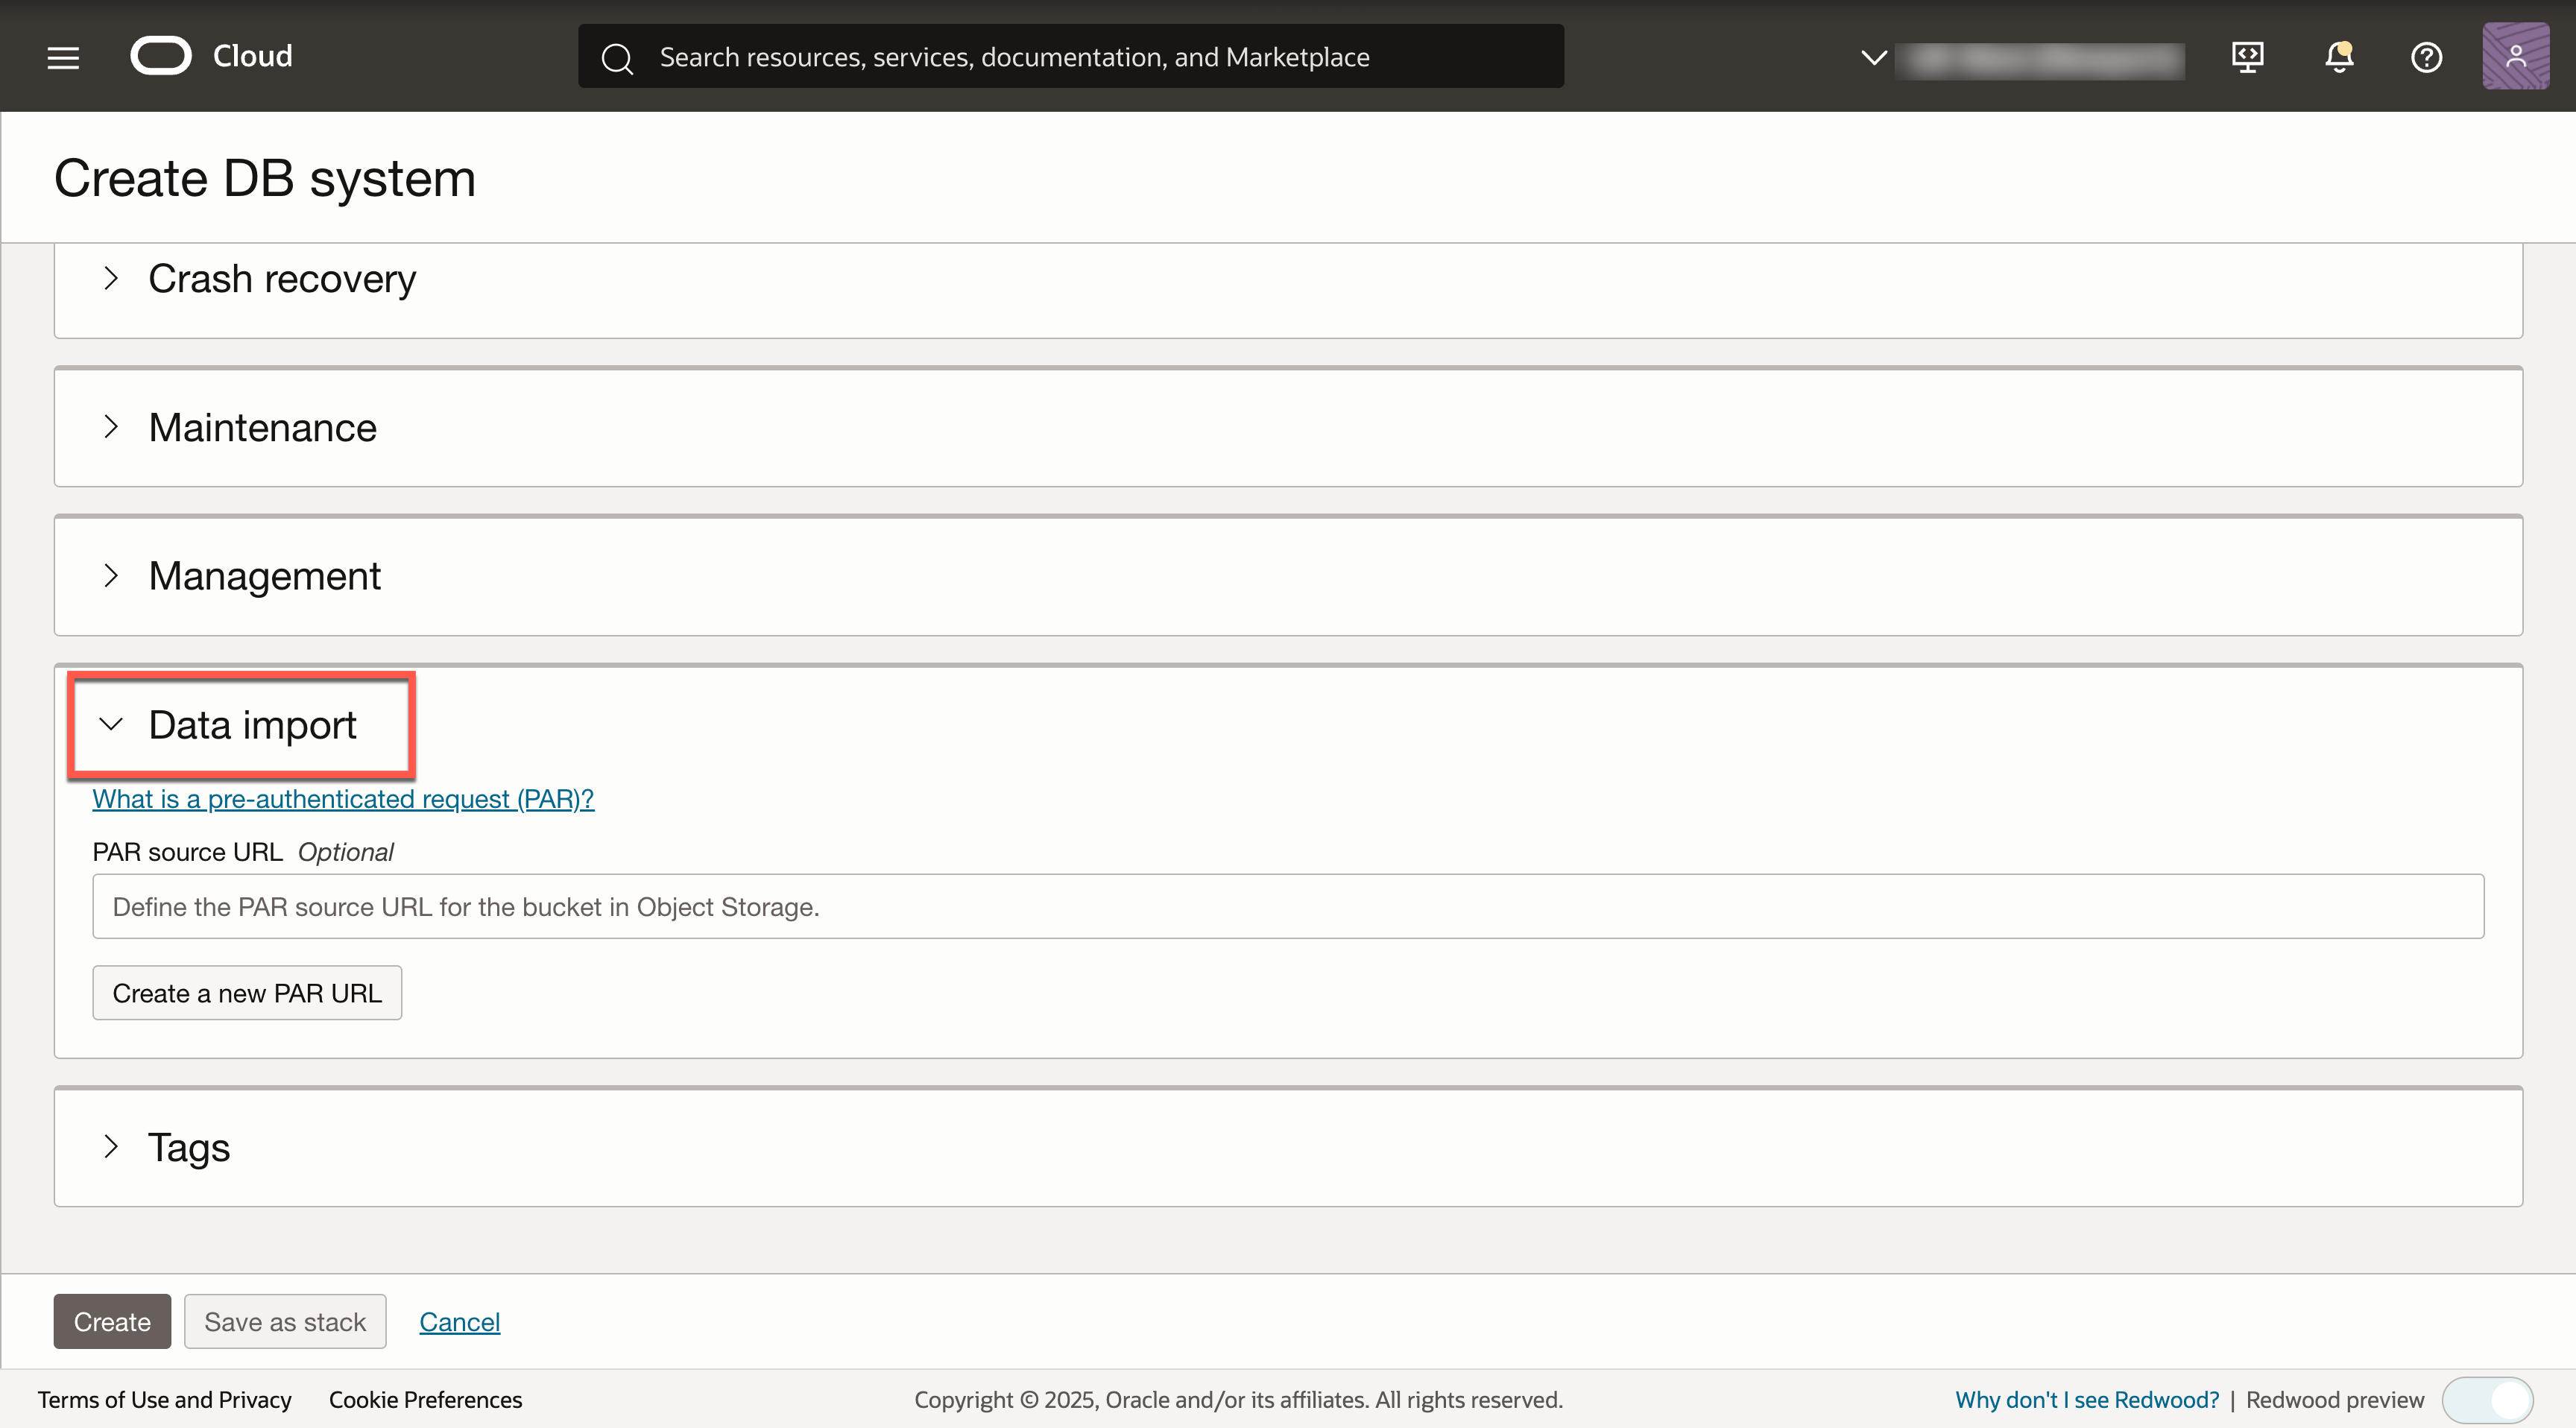 Cloud
Search resources, services, documentation, and Marketplace
Create DB system
Crash recovery
Maintenance
Management
Data import
What is a pre-authenticated request (PAR)?
PAR source URL Optional
Define the PAR source URL for the bucket in Object Storage.
Create a new PAR URL
Tags
Create Save as stack Cancel
Terms of Use and Privacy Cookie Preferences Copyright © 2025, Oracle and/or its affiliates. All rights reserved. Why don't I see Redwood? | Redwood preview